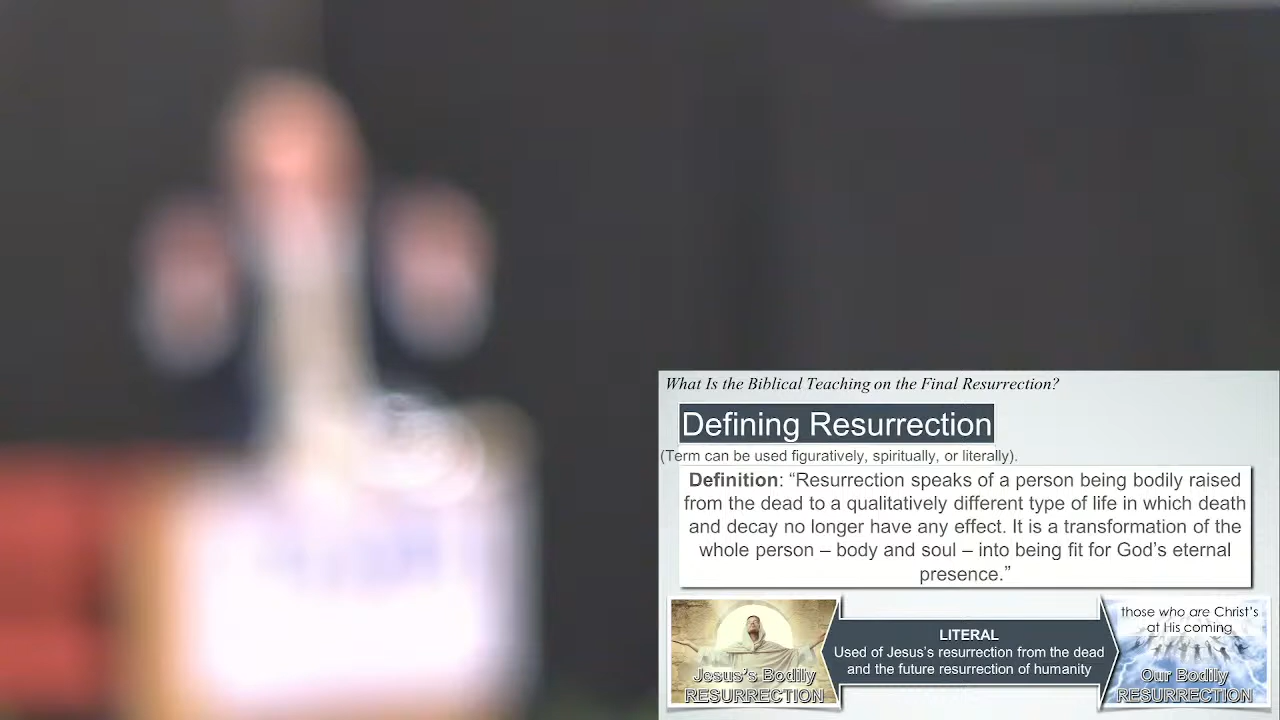 What Is the Biblical Teaching on the Final Resurrection?
Defining Resurrection
(Term can be used figuratively, spiritually, or literally).
Definition: “Resurrection speaks of a person being bodily raised
from the dead to a qualitatively different type of life in which death
and decay no longer have any effect. It is a transformation of the
whole person – body and soul – into being fit for God’s eternal
presence.”
those who are Christ’s
at His coming
LITERAL
Used of Jesus’s resurrection from the dead
and the future resurrection of humanity
Jesus’s Bodily
RESURRECTION
Our Bodily
RESURRECTION